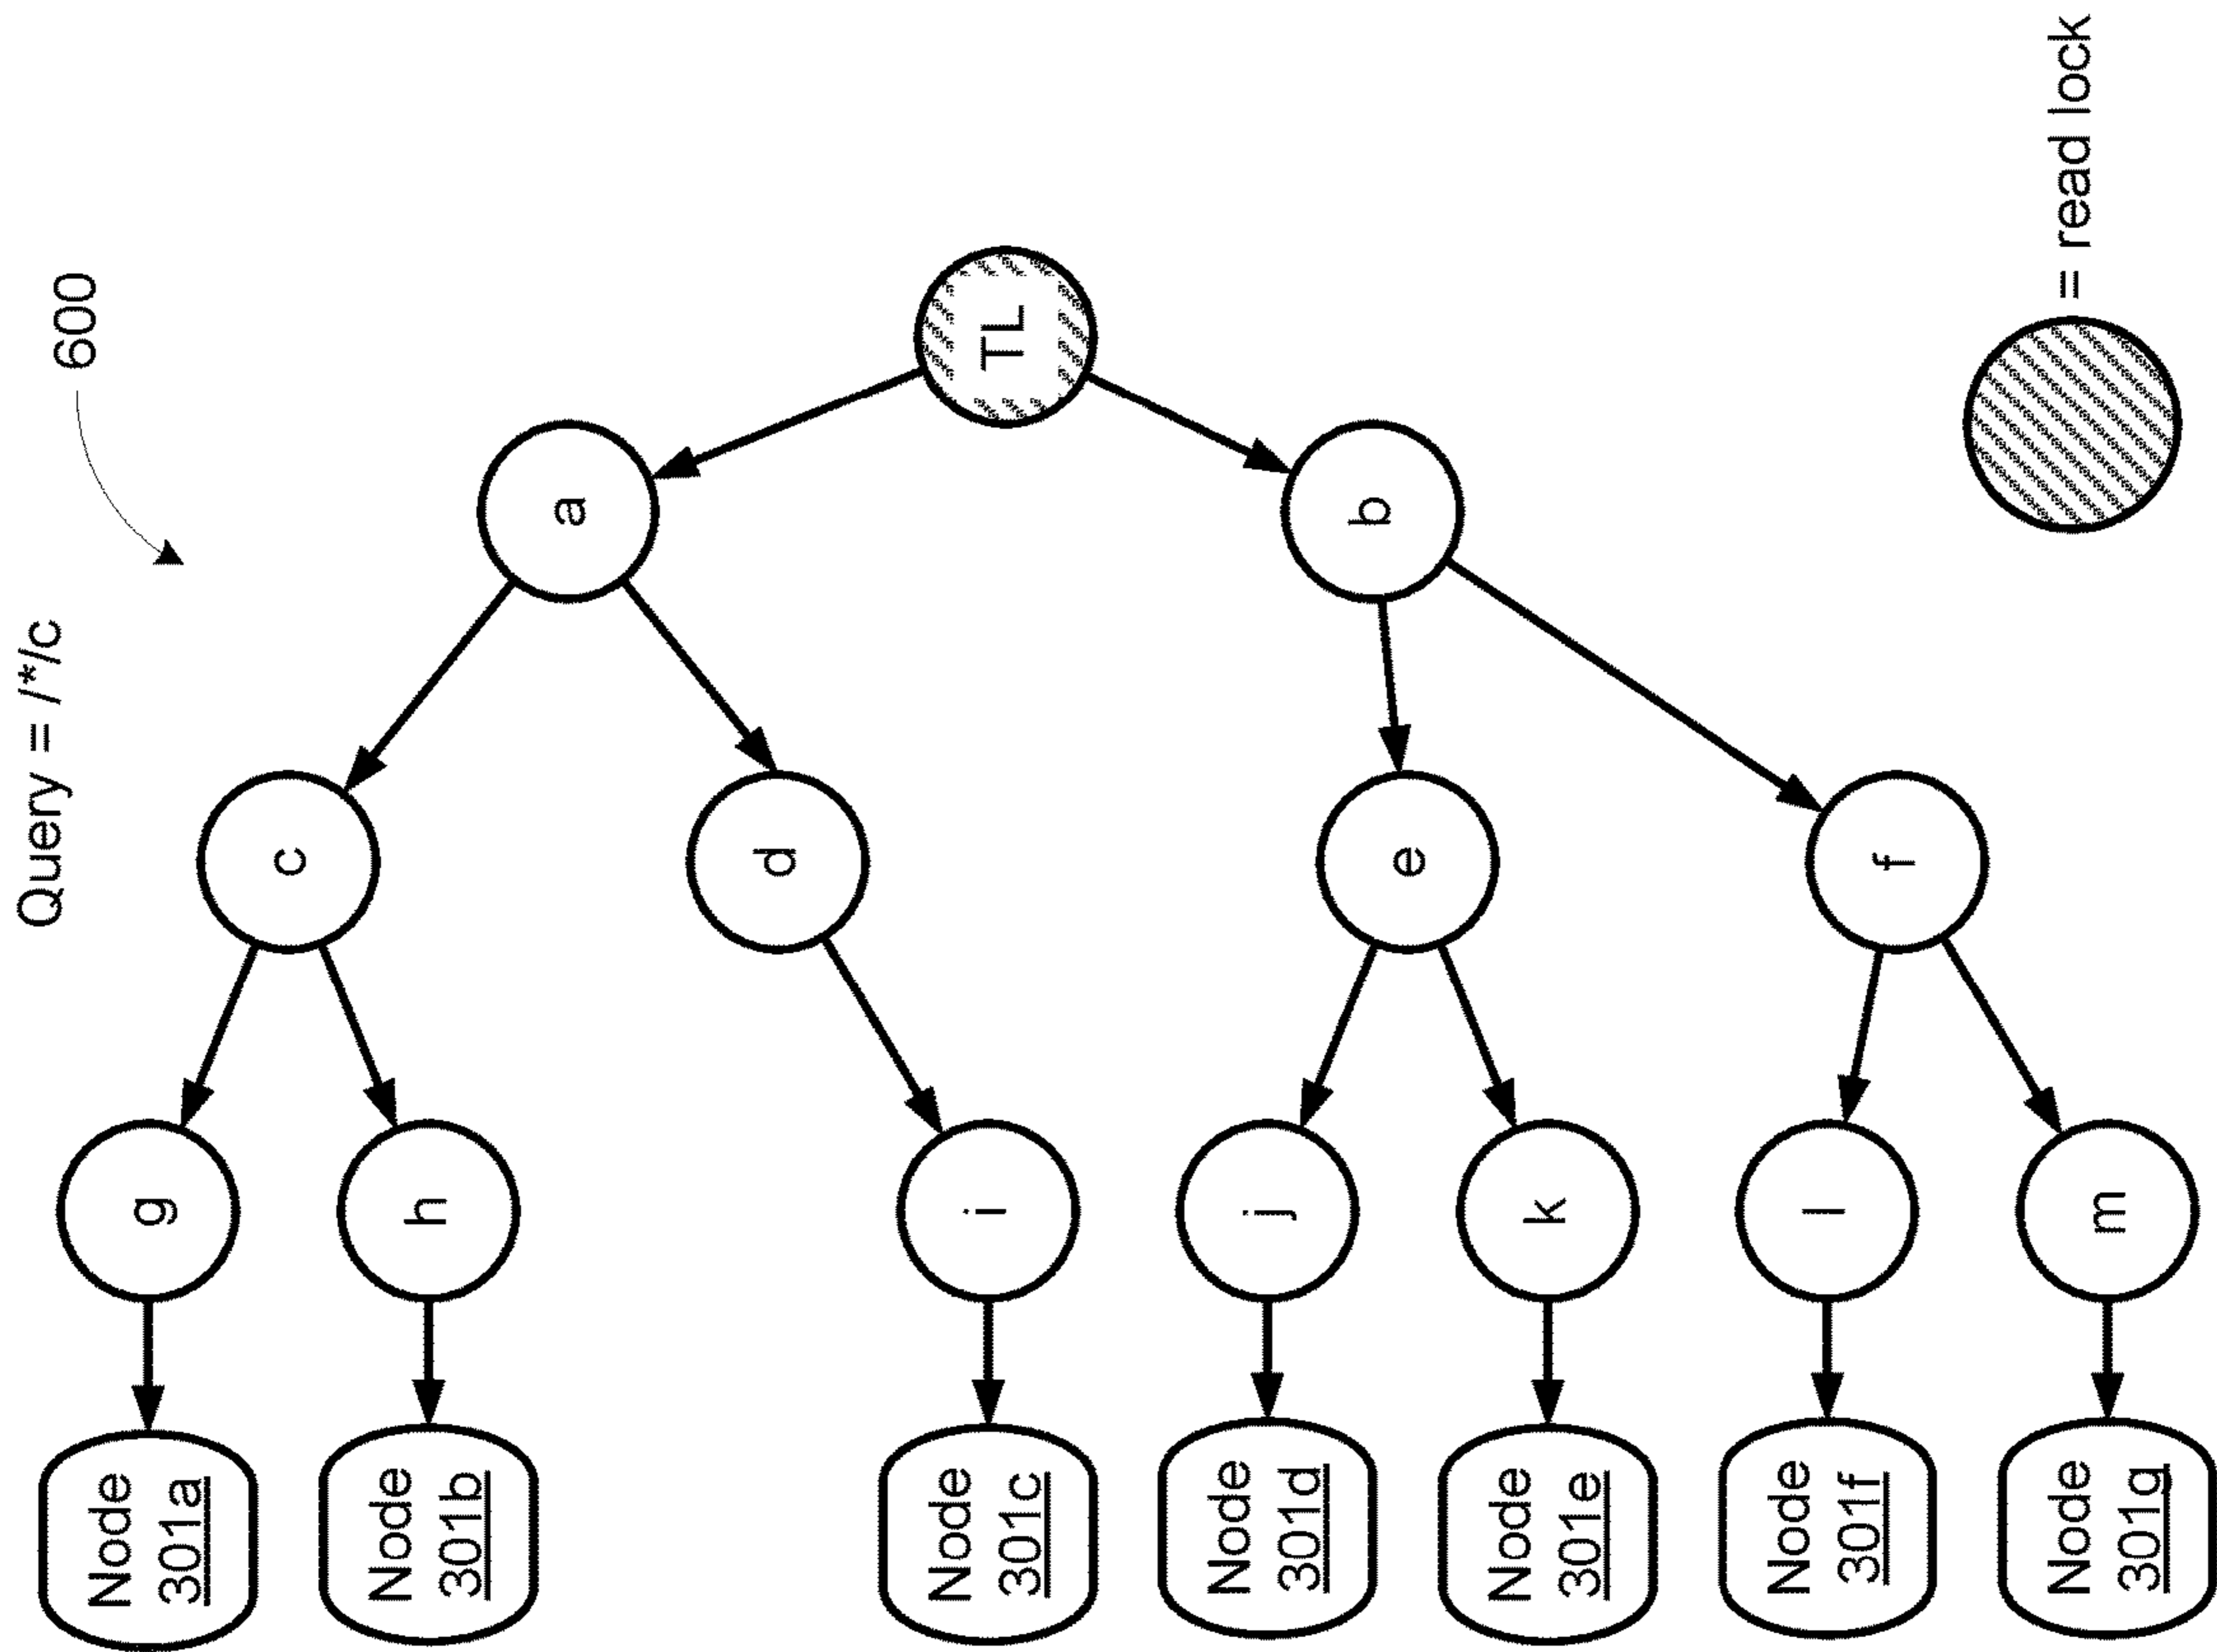 Query = /*/c
600
Node
301a
g
c
Node
301b
h
a
d
Node
301c
i
TL
Node
301d
j
b
e
Node
301e
k
Node
301f
l
f
Node
301g
m
= read lock